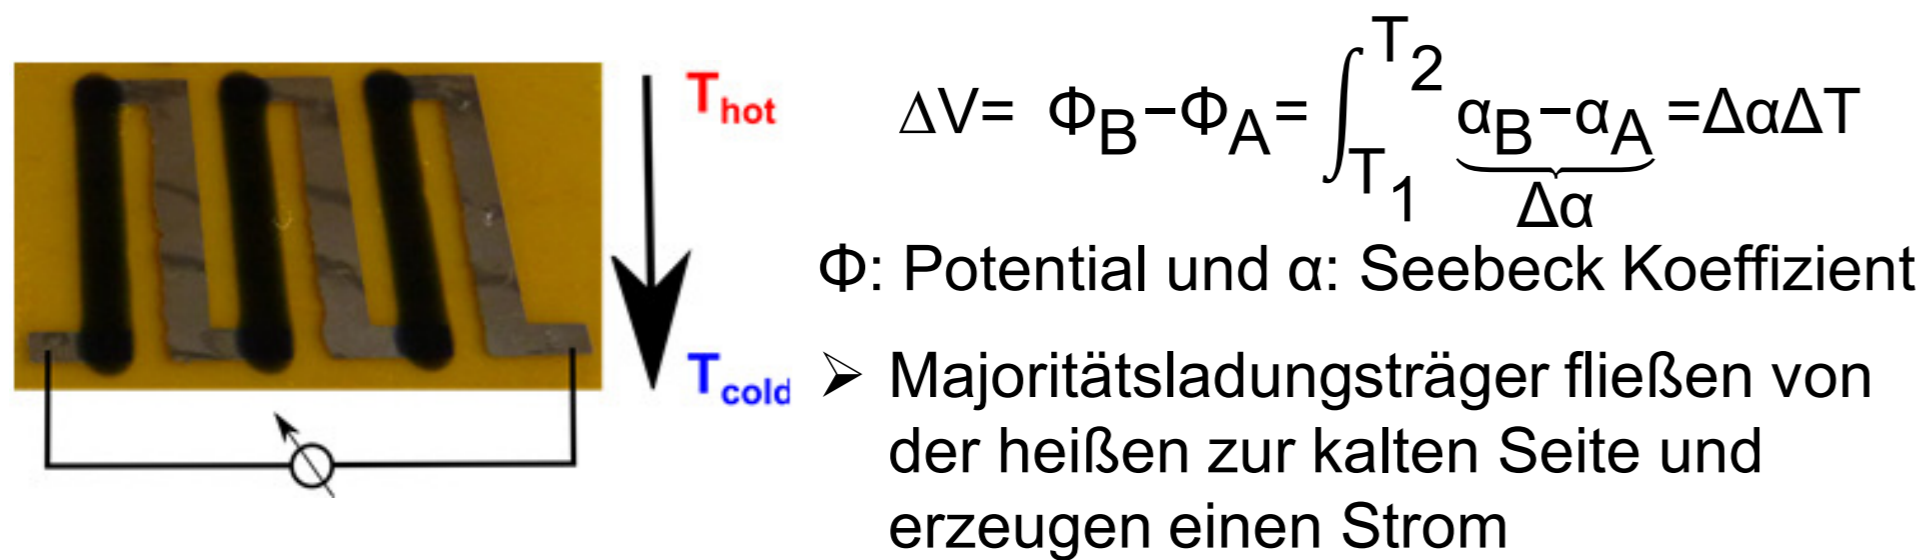 T_hot
T_cold
ΔV= Φ_B−Φ_A=∫_{T_1}^{T_2} α_B−α_A =ΔαΔT
Δα
Φ: Potential und α: Seebeck Koeffizient
➢ Majoritätsladungsträger fließen von
der heißen zur kalten Seite und
erzeugen einen Strom